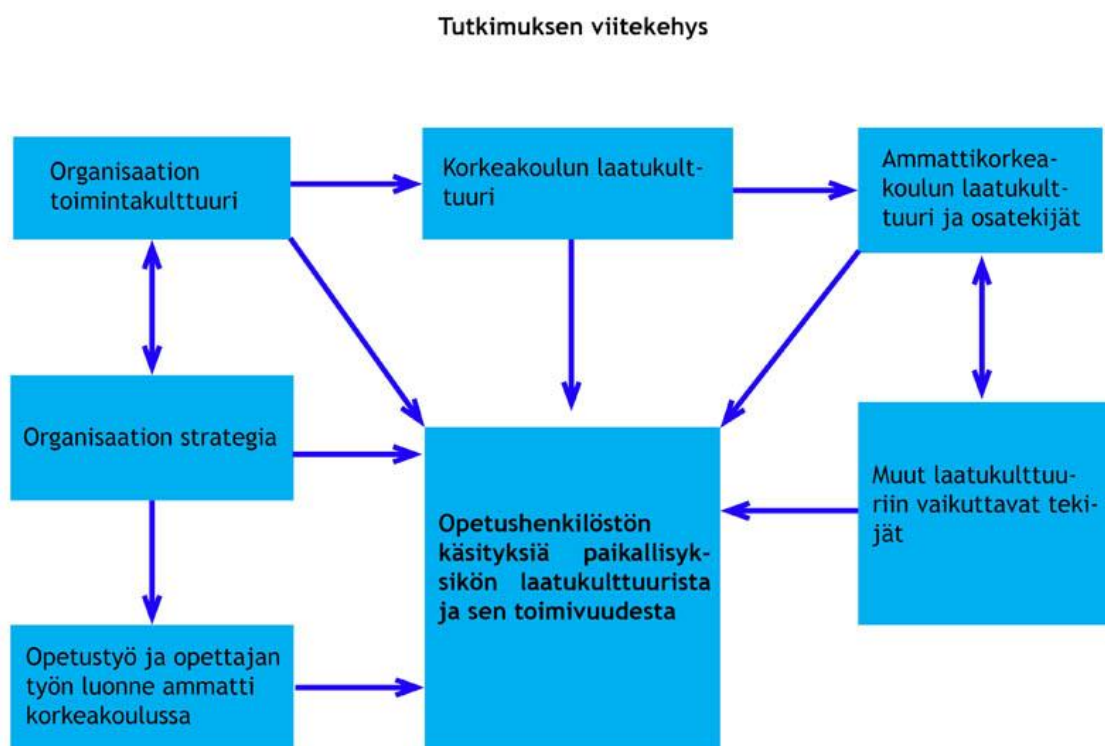 Tutkimuksen viitekehys
Organisaation
toimintakulttuuri
Korkeakoulun laatukult-
tuuri
Ammattikorkea-
koulun laatukult-
tuuri ja osatekijät
Organisaation strategia
Opetushenkilöstön
käsityksiä paikallisyk-
sikön laatukulttuurista
ja sen toimivuudesta
Muut laatukulttuu-
riin vaikuttavat teki-
jät
Opetustyö ja opettajan
työn luonne ammatti
korkeakoulussa